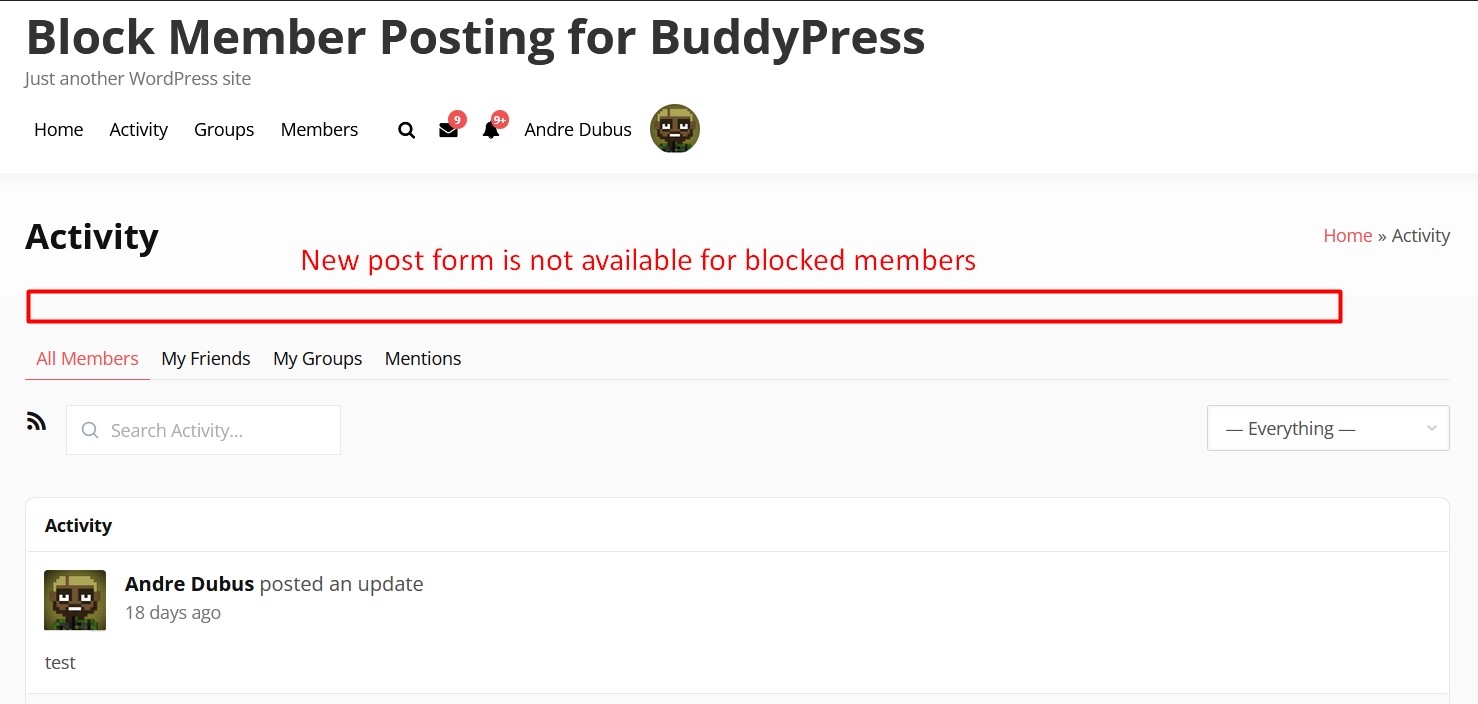 Block Member Posting for BuddyPress
Just another WordPress site
Home Activity Groups Members 9 9+ Andre Dubus
Activity
Home » Activity
New post form is not available for blocked members
All Members My Friends My Groups Mentions
Search Activity...
— Everything —
Activity
Andre Dubus posted an update
18 days ago
test